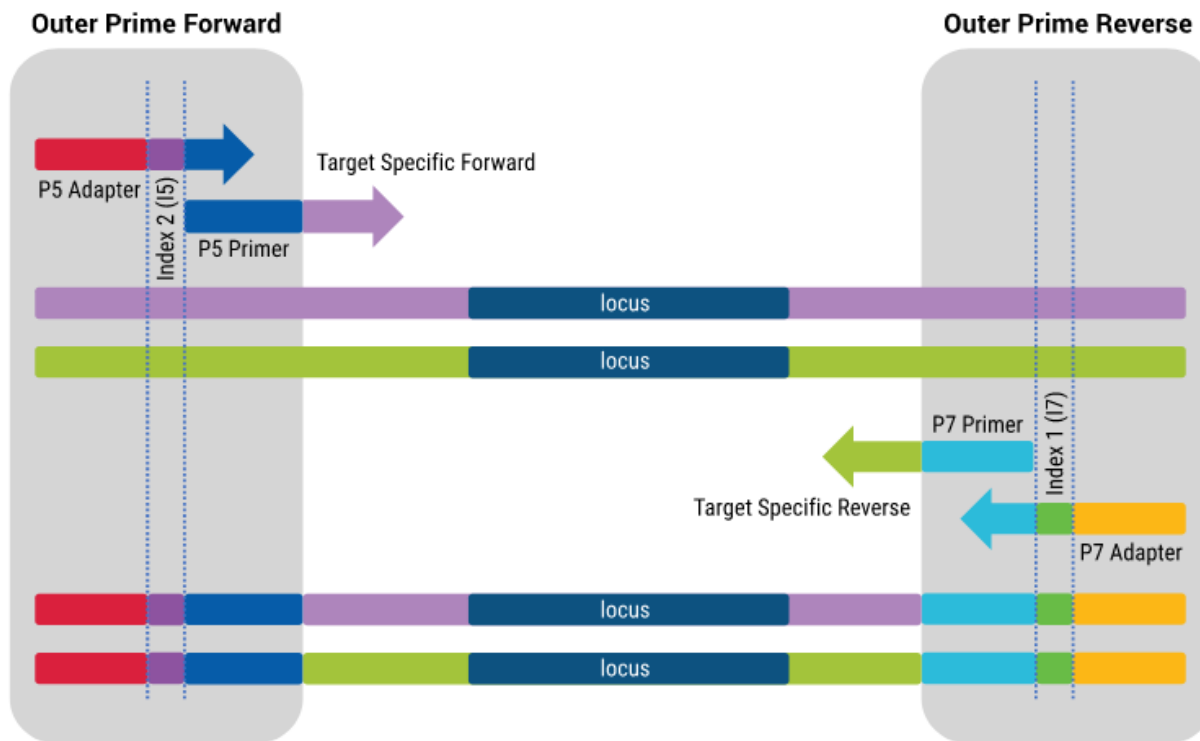 Outer Prime Forward
Outer Prime Reverse
Target Specific Forward
P5 Adapter
Index 2 (I5)
P5 Primer
locus
locus
P7 Primer
Index 1 (I7)
Target Specific Reverse
P7 Adapter
locus
locus